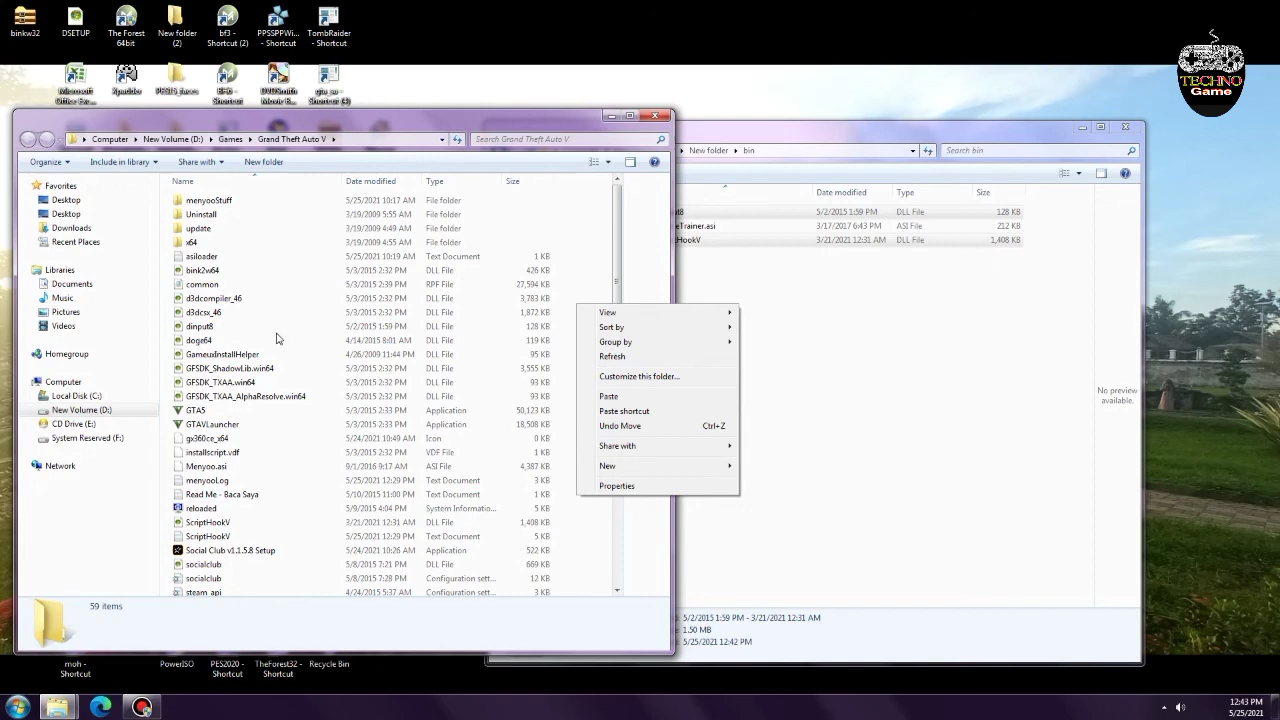 binkw32
DSETUP
The Forest
64bit
New folder
(2)
bf3 -
Shortcut (2)
PPSSPPWi...
- Shortcut
TombRaider
- Shortcut
Microsoft
Office Exc...
Xpadder
PES15_faces
Shortcut
DVDSmith
Movie B...
Shortcut (4)
TECHNO
Game
Computer
New Volume (D:)
Games
Grand Theft Auto V
Search Grand Theft Auto V
Organize
Include in library
Share with
New folder
Name
Date modified
Type
Size
Favorites
Desktop
Desktop
Downloads
Recent Places
Libraries
Documents
Music
Pictures
Videos
Homegroup
Computer
Local Disk (C:)
New Volume (D:)
CD Drive (E:)
System Reserved (F:)
Network
menyooStuff 5/25/2021 10:17 AM File folder
Uninstall 3/19/2009 5:55 AM File folder
update 3/19/2009 4:49 AM File folder
x64 3/19/2009 4:55 AM File folder
asiloader 5/25/2021 10:19 AM Text Document 1 KB
bink2w64 5/3/2015 2:32 PM DLL File 426 KB
common 5/3/2015 2:39 PM RPF File 27,594 KB
d3dcompiler_46 5/3/2015 2:32 PM DLL File 3,783 KB
d3dcsx_46 5/3/2015 2:32 PM DLL File 1,872 KB
dinput8 5/2/2015 1:59 PM DLL File 128 KB
doge64 4/14/2015 8:01 AM DLL File 119 KB
GameuxInstallHelper 4/26/2009 11:44 PM DLL File 95 KB
GFSDK_ShadowLib.win64 5/3/2015 2:32 PM DLL File 3,555 KB
GFSDK_TXAA.win64 5/3/2015 2:32 PM DLL File 93 KB
GFSDK_TXAA_AlphaResolve.win64 5/3/2015 2:32 PM DLL File 93 KB
GTA5 5/3/2015 2:33 PM Application 50,123 KB
GTAVLauncher 5/3/2015 2:33 PM Application 18,508 KB
gx360ce_x64 5/24/2021 10:49 AM Icon 0 KB
installscript.vdf 5/3/2015 2:32 PM VDF File 4 KB
Menyoo.asi 9/1/2016 9:17 AM ASI File 4,387 KB
menyooLog 5/25/2021 12:29 PM Text Document 3 KB
Read Me - Baca Saya 5/10/2015 11:00 PM Text Document 1 KB
reloaded 5/9/2015 4:04 PM System Informatio... 5 KB
ScriptHookV 3/21/2021 12:31 AM DLL File 1,408 KB
ScriptHookV 5/25/2021 12:29 PM Text Document 5 KB
Social Club v1.1.5.8 Setup 5/24/2021 10:26 AM Application 522 KB
socialclub 5/8/2015 7:21 PM DLL File 669 KB
socialclub 5/8/2015 7:28 PM Configuration sett... 12 KB
steam_api 4/24/2015 5:37 AM Configuration sett... 3 KB
59 items
View
Sort by
Group by
Refresh
Customize this folder...
Paste
Paste shortcut
Undo Move Ctrl+Z
Share with
New
Properties
New folder
bin
Search bin
Date modified
Type
Size
ut8 5/2/2015 1:59 PM DLL File 128 KB
eTrainer.asi 3/17/2017 6:43 PM ASI File 212 KB
HookV 3/21/2021 12:31 AM DLL File 1,408 KB
No preview
available.
5/2/2015 1:59 PM - 3/21/2021 12:31 AM
1.50 MB
5/25/2021 12:42 PM
moh -
Shortcut
PowerISO
PES2020 -
Shortcut
TheForest32 -
Shortcut
Recycle Bin
12:43 PM
5/25/2021